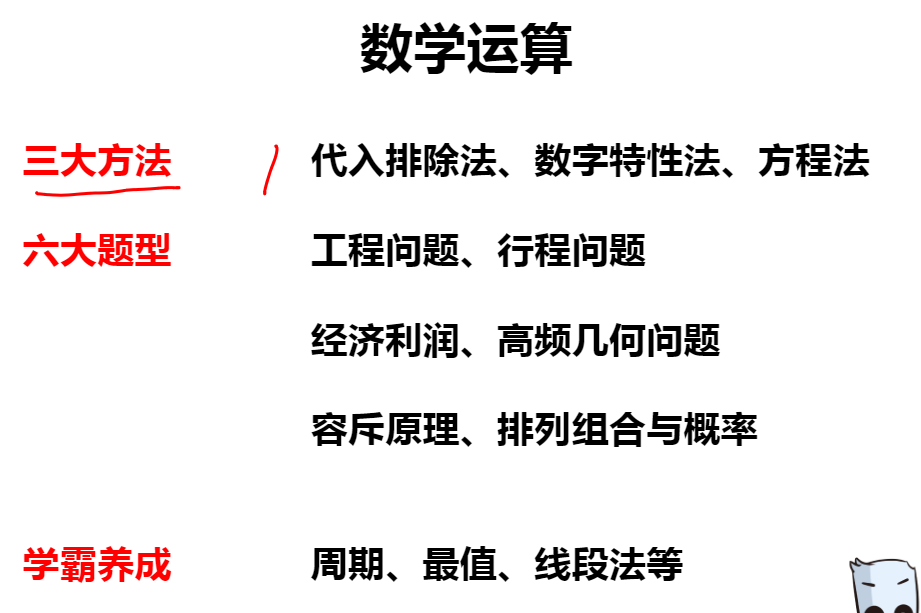 数学运算
三大方法 代入排除法、数字特性法、方程法
六大题型 工程问题、行程问题
经济利润、高频几何问题
容斥原理、排列组合与概率
学霸养成 周期、最值、线段法等